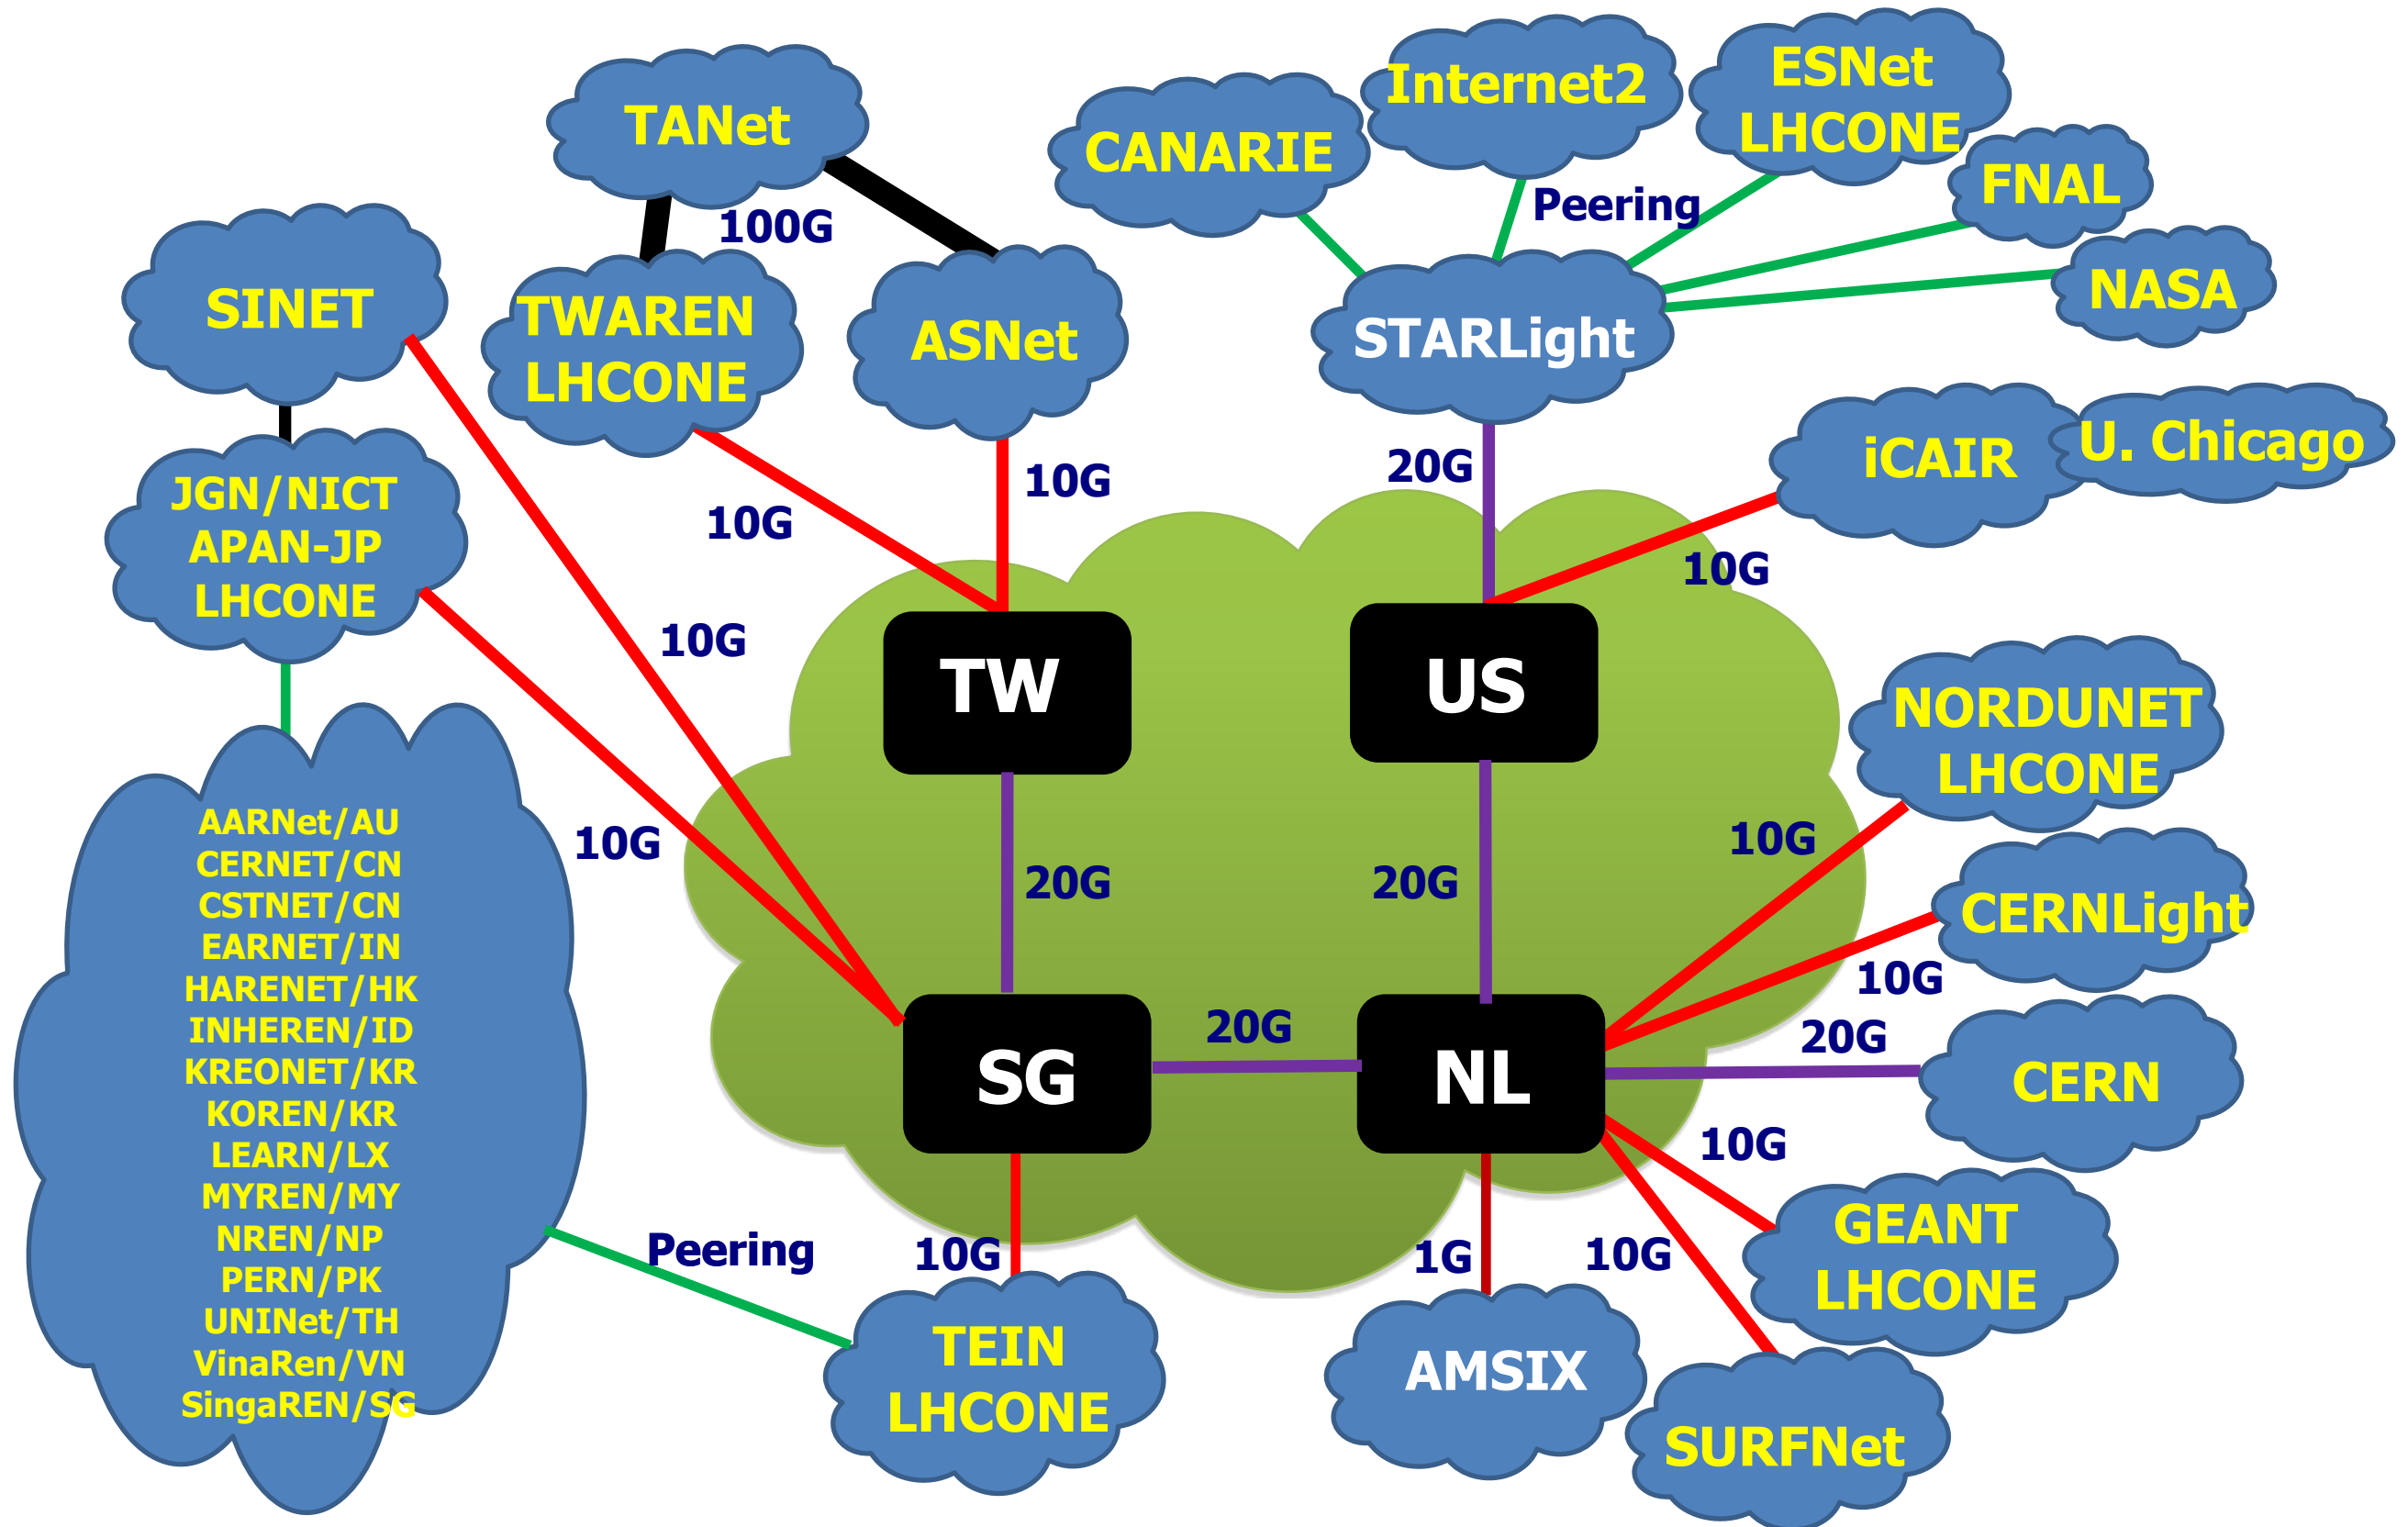 TANet
100G
SINET
TWAREN
LHCONE
ASNet
CANARIE
Internet2
ESNet
LHCONE
FNAL
NASA
Peering
STARLight
iCAIR
U. Chicago
20G
10G
10G
10G
JGN/NICT
APAN-JP
LHCONE
10G
10G
TW
US
20G
20G
SG
20G
NL
NORDUNET
LHCONE
10G
CERNLight
10G
20G
CERN
10G
GEANT
LHCONE
10G
SURFNet
1G
AMSIX
10G
TEIN
LHCONE
Peering
AARNet/AU
CERNET/CN
CSTNET/CN
EARNET/IN
HARENET/HK
INHEREN/ID
KREONET/KR
KOREN/KR
LEARN/LX
MYREN/MY
NREN/NP
PERN/PK
UNINet/TH
VinaRen/VN
SingaREN/SG